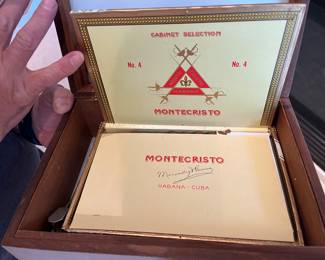 CABINET SELECTION
No. 4 No. 4
MONTECRISTO
MONTECRISTO
HABANA - CUBA